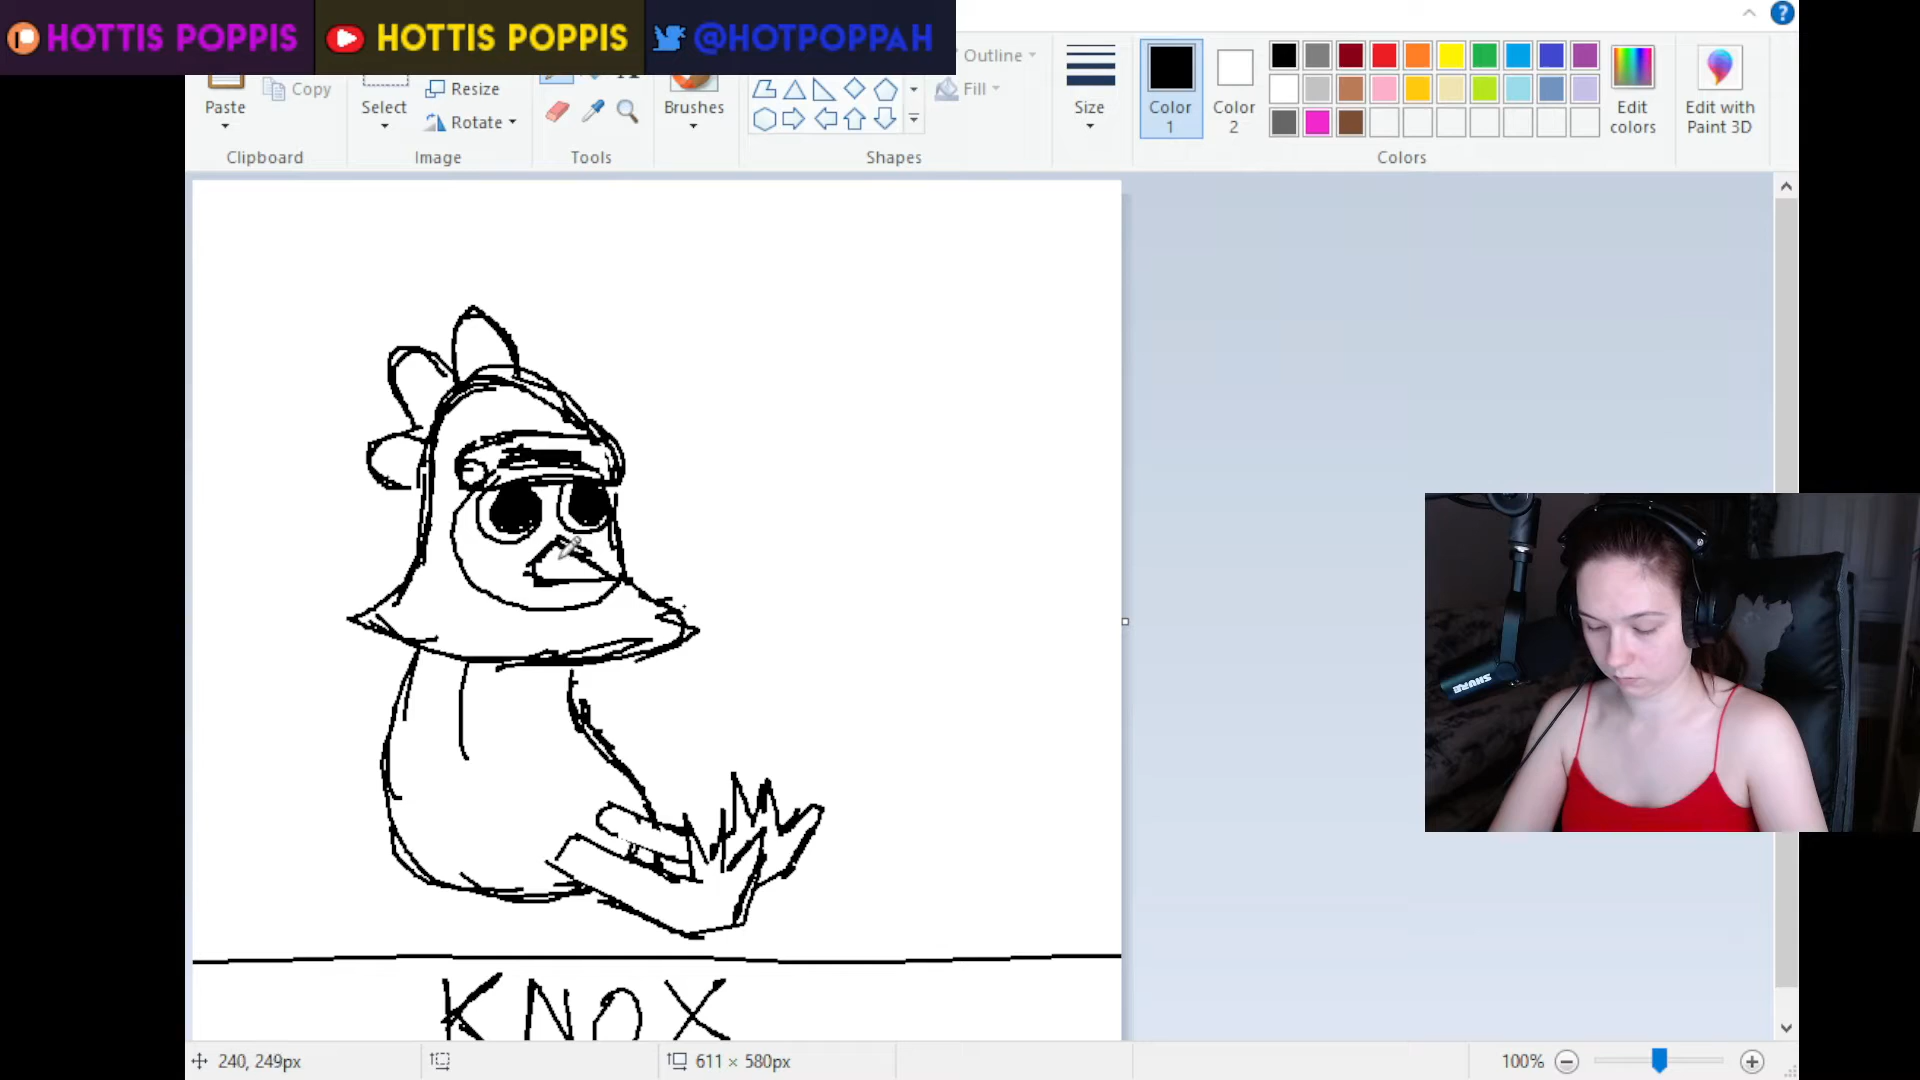 HOTTIS POPPIS HOTTIS POPPIS @HOTPOPPAH
Outline
Copy Resize Fill
Paste Select Rotate Brushes Size Color 1 Color 2 Edit colors Edit with Paint 3D
Clipboard Image Tools Shapes Colors
SHURE
KNOX
240, 249px 611 × 580px 100%